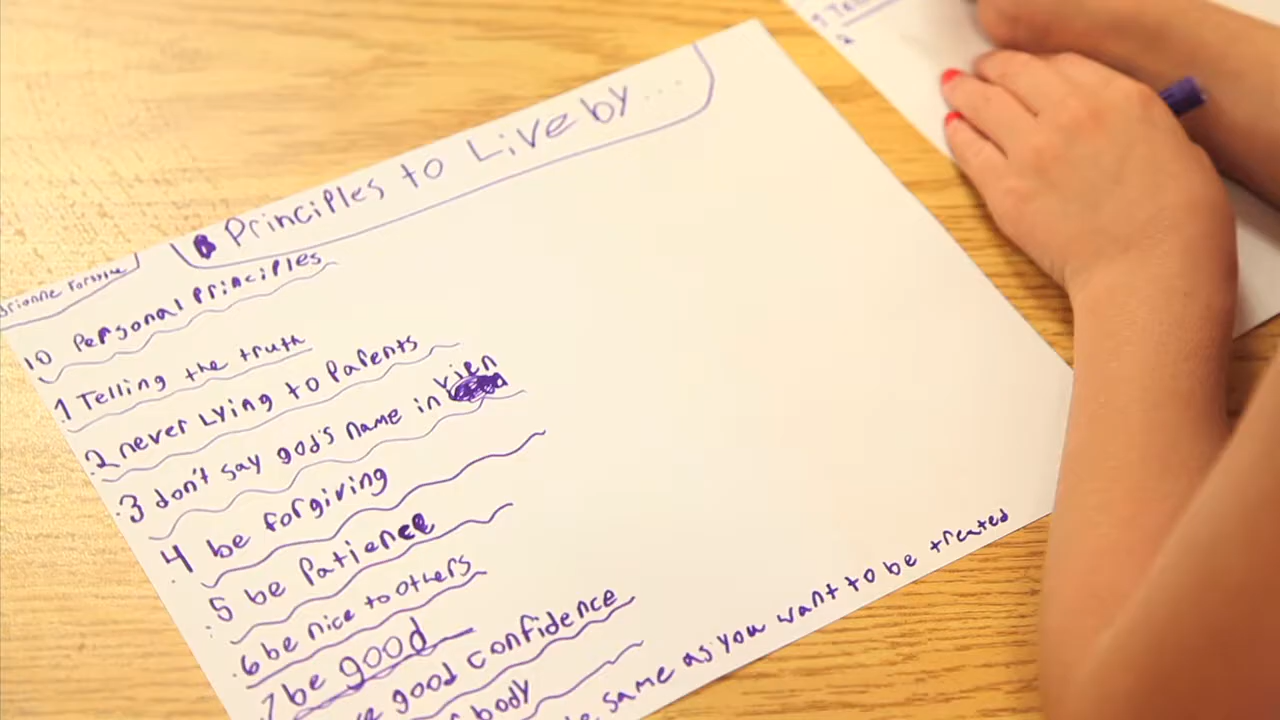 Principles to Live by...
10 Personal Principles
.1 Telling the truth
.2 never Lying to Parents
.3 don't say god's name in vien
.4 be forgiving
.5 be Patience
.6 be nice to others
.7 be good
good confidence
body
same as you want to be treated